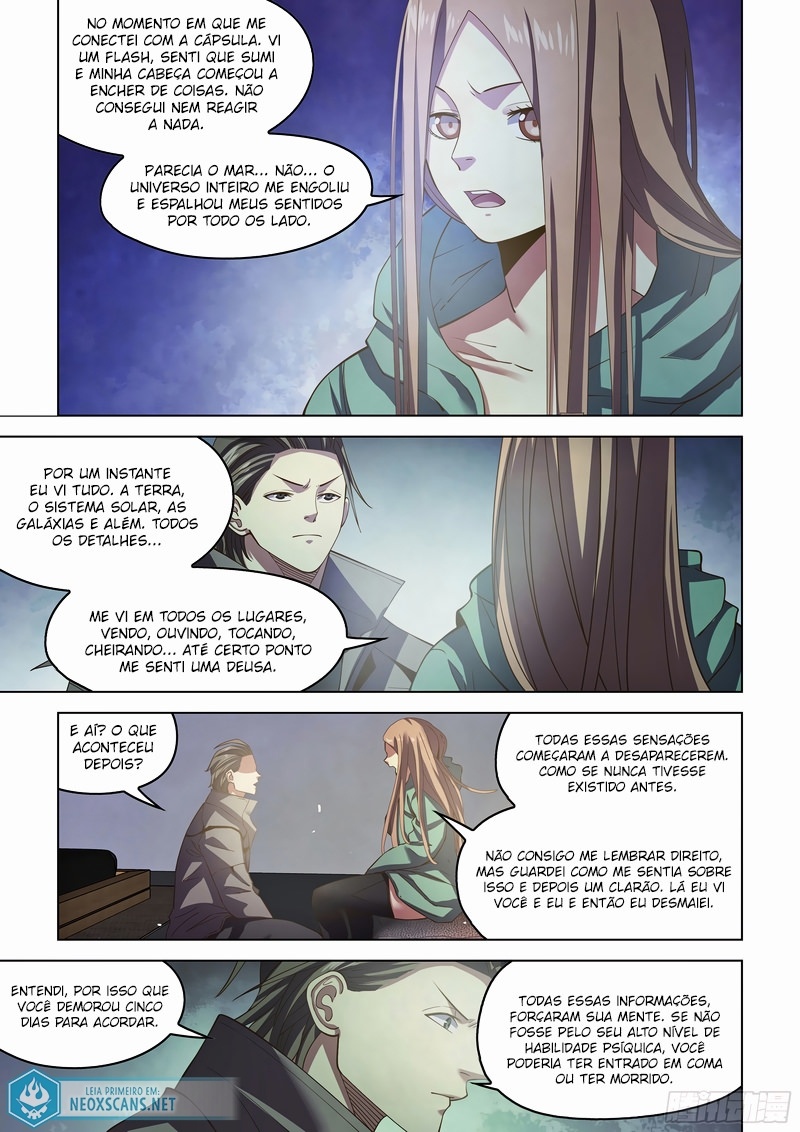 NO MOMENTO EM QUE ME
CONECTEI COM A CÁPSULA. VI
UM FLASH, SENTI QUE SUMI
E MINHA CABEÇA COMEÇOU A
ENCHER DE COISAS. NÃO
CONSEGUI NEM REAGIR
A NADA.
PARECIA O MAR... NÃO... O
UNIVERSO INTEIRO ME ENGOLIU
E ESPALHOU MEUS SENTIDOS
POR TODO OS LADO.
POR UM INSTANTE
EU VI TUDO. A TERRA,
O SISTEMA SOLAR, AS
GALÁXIAS E ALÉM. TODOS
OS DETALHES...
ME VI EM TODOS OS LUGARES,
VENDO, OUVINDO, TOCANDO,
CHEIRANDO... ATÉ CERTO PONTO
ME SENTI UMA DEUSA.
E AÍ? O QUE
ACONTECEU
DEPOIS?
TODAS ESSAS SENSAÇÕES
COMEÇARAM A DESAPARECEREM.
COMO SE NUNCA TIVESSE
EXISTIDO ANTES.
NÃO CONSIGO ME LEMBRAR DIREITO,
MAS GUARDEI COMO ME SENTIA SOBRE
ISSO E DEPOIS UM CLARÃO. LÁ EU VI
VOCÊ E EU E ENTÃO EU DESMAIEI.
ENTENDI, POR ISSO QUE
VOCÊ DEMOROU CINCO
DIAS PARA ACORDAR.
TODAS ESSAS INFORMAÇÕES,
FORÇARAM SUA MENTE. SE NÃO
FOSSE PELO SEU ALTO NÍVEL DE
HABILIDADE PSÍQUICA, VOCÊ
PODERIA TER ENTRADO EM COMA
OU TER MORRIDO.
LEIA PRIMEIRO EM:
NEOXSCANS.NET
腾讯动漫